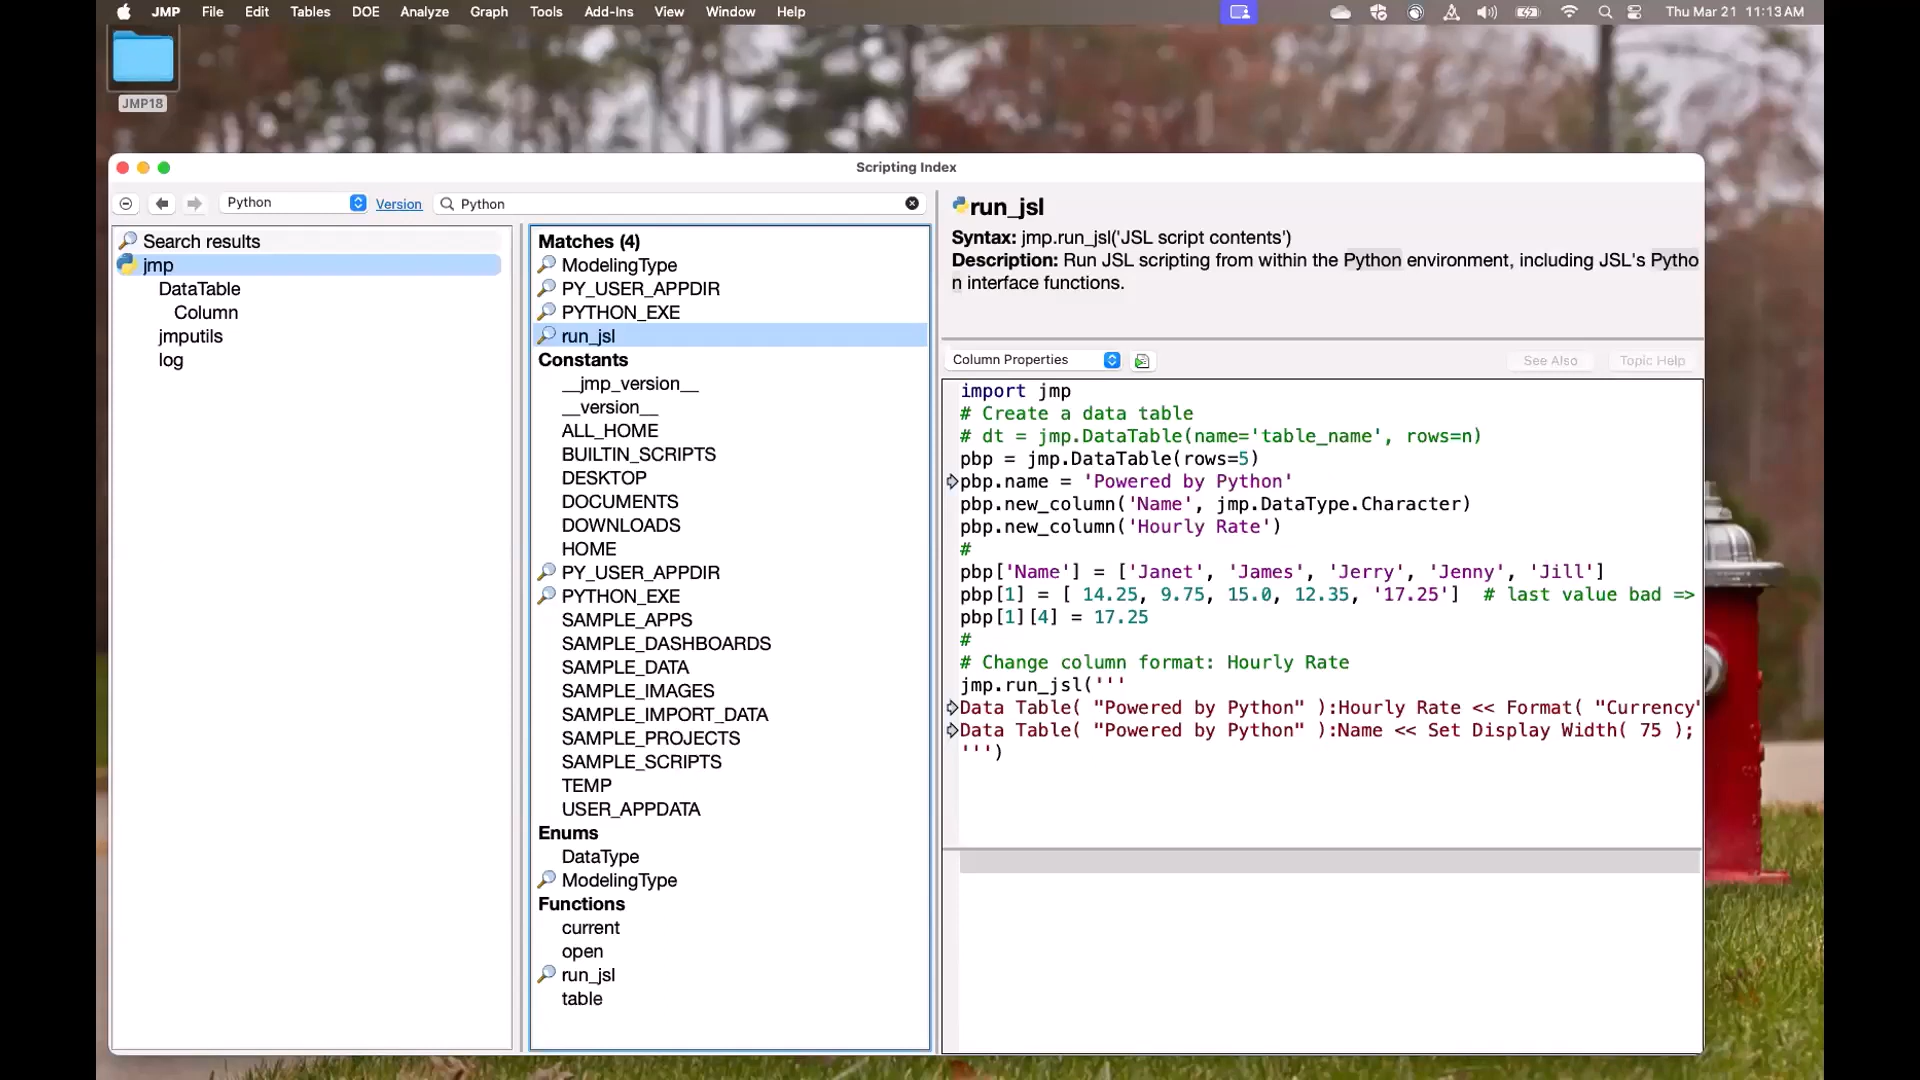 JMP File Edit Tables DOE Analyze Graph Tools Add-Ins View Window Help
Thu Mar 21 11:13 AM
JMP18
Scripting Index
Python
Version
Python
Search results
jmp
DataTable
Column
jmputils
log
Matches (4)
ModelingType
PY_USER_APPDIR
PYTHON_EXE
run_jsl
Constants
__jmp_version__
__version__
ALL_HOME
BUILTIN_SCRIPTS
DESKTOP
DOCUMENTS
DOWNLOADS
HOME
PY_USER_APPDIR
PYTHON_EXE
SAMPLE_APPS
SAMPLE_DASHBOARDS
SAMPLE_DATA
SAMPLE_IMAGES
SAMPLE_IMPORT_DATA
SAMPLE_PROJECTS
SAMPLE_SCRIPTS
TEMP
USER_APPDATA
Enums
DataType
ModelingType
Functions
current
open
run_jsl
table
run_jsl
Syntax: jmp.run_jsl('JSL script contents')
Description: Run JSL scripting from within the Python environment, including JSL's Pytho
n interface functions.
Column Properties
See Also
Topic Help
import jmp
# Create a data table
# dt = jmp.DataTable(name='table_name', rows=n)
pbp = jmp.DataTable(rows=5)
pbp.name = 'Powered by Python'
pbp.new_column('Name', jmp.DataType.Character)
pbp.new_column('Hourly Rate')
#
pbp['Name'] = ['Janet', 'James', 'Jerry', 'Jenny', 'Jill']
pbp[1] = [ 14.25, 9.75, 15.0, 12.35, '17.25']  # last value bad =>
pbp[1][4] = 17.25
#
# Change column format: Hourly Rate
jmp.run_jsl('''
Data Table( "Powered by Python" ):Hourly Rate << Format( "Currency"
Data Table( "Powered by Python" ):Name << Set Display Width( 75 );
''')